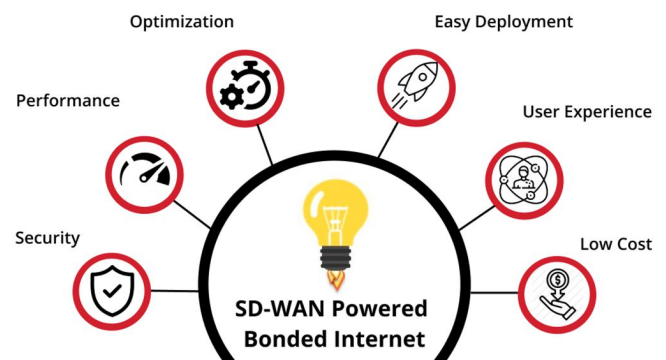 Optimization
Easy Deployment
Performance
User Experience
Security
Low Cost
$
SD-WAN Powered
Bonded Internet